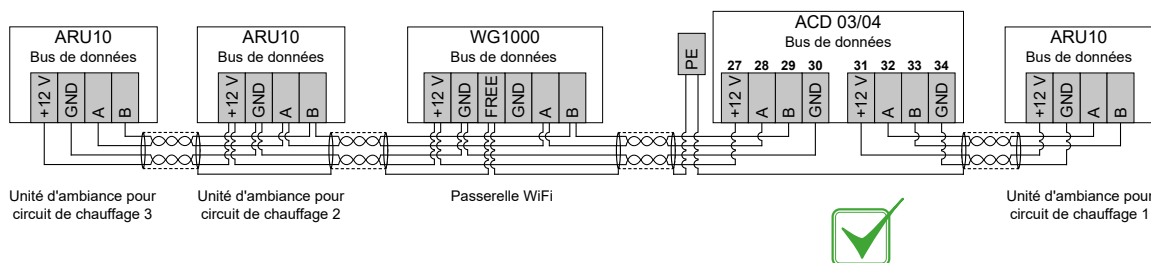 ARU10
Bus de données
+12 V
GND
A
B
Unité d'ambiance pour
circuit de chauffage 3
ARU10
Bus de données
+12 V
GND
A
B
Unité d'ambiance pour
circuit de chauffage 2
WG1000
Bus de données
+12 V
GND
FREE
GND
A
B
Passerelle WiFi
PE
ACD 03/04
Bus de données
27 28 29 30 31 32 33 34
+12 V
A
B
GND
+12 V
A
B
GND
ARU10
Bus de données
+12 V
GND
A
B
Unité d'ambiance pour
circuit de chauffage 1